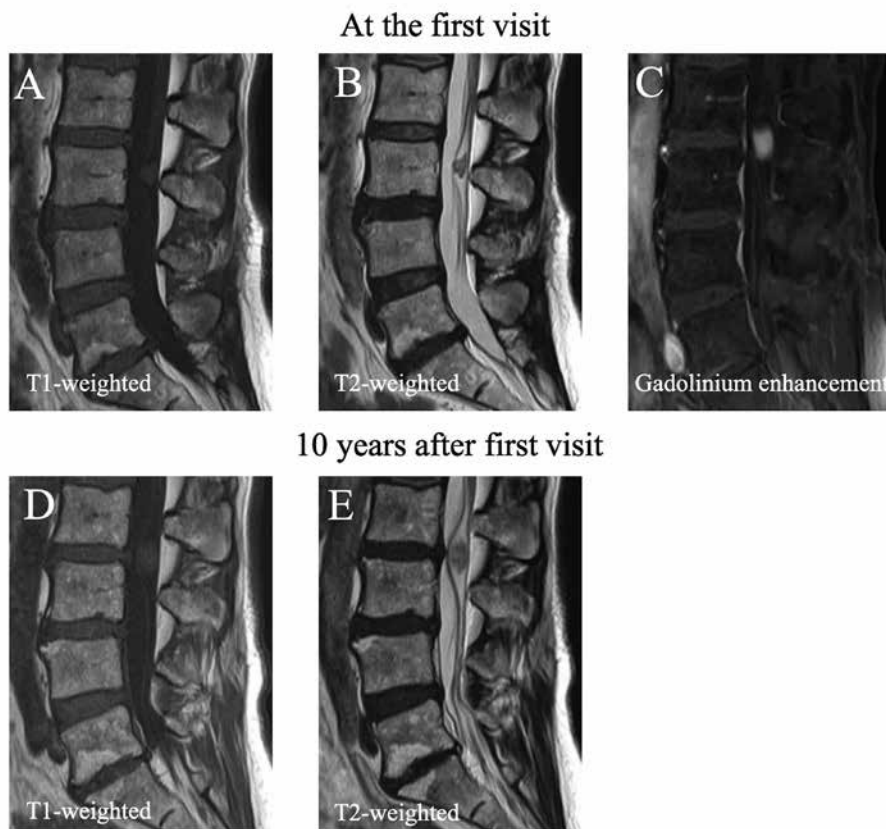 At the first visit
A
B
C
T1-weighted
T2-weighted
Gadolinium enhancement
10 years after first visit
D
E
T1-weighted
T2-weighted